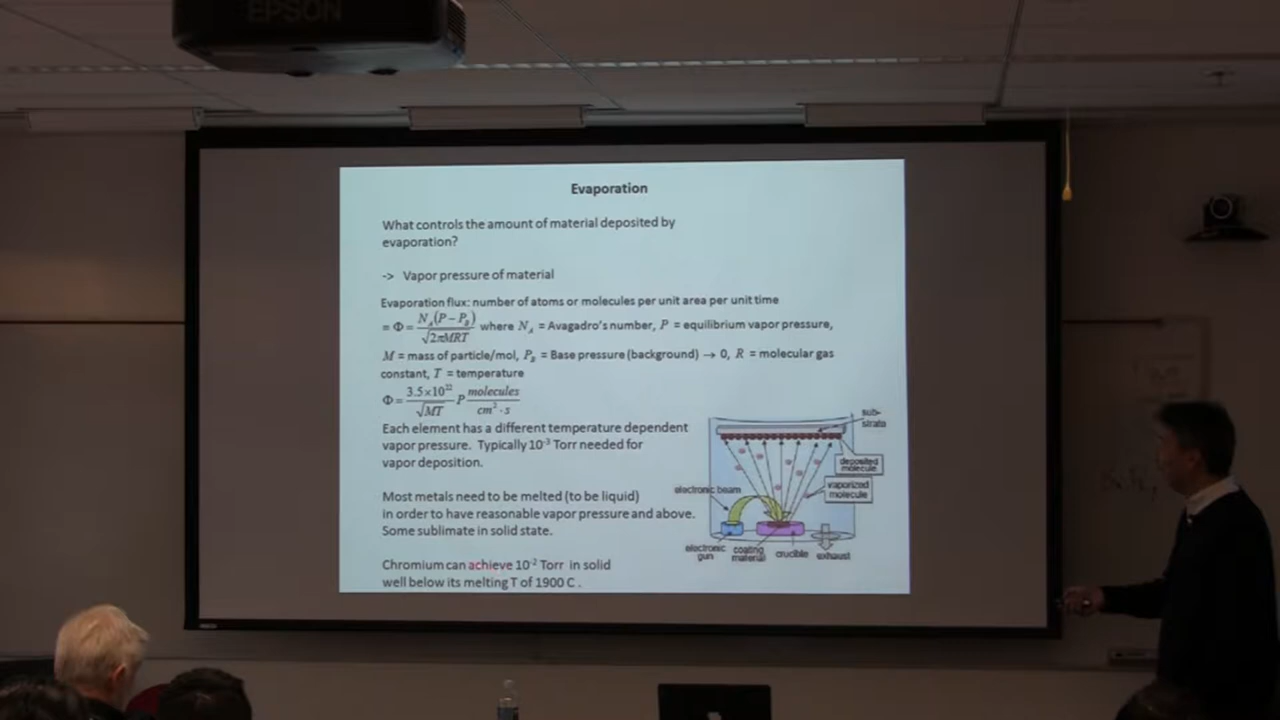 EPSON
Evaporation
What controls the amount of material deposited by
evaporation?
-> Vapor pressure of material
Evaporation flux: number of atoms or molecules per unit area per unit time
= Φ = N_A(P − P_B) / √2πMRT where N_A = Avagadro's number, P = equilibrium vapor pressure,
M = mass of particle/mol, P_B = Base pressure (background) → 0, R = molecular gas
constant, T = temperature
Φ = 3.5×10²² / √MT P molecules / cm²·s
Each element has a different temperature dependent
vapor pressure. Typically 10⁻³ Torr needed for
vapor deposition.
Most metals need to be melted (to be liquid)
in order to have reasonable vapor pressure and above.
Some sublimate in solid state.
Chromium can achieve 10⁻² Torr in solid
well below its melting T of 1900 C .
sub-
strate
deposited
molecule
vaporized
molecule
electronic beam
electronic
gun
coating
material
crucible
exhaust